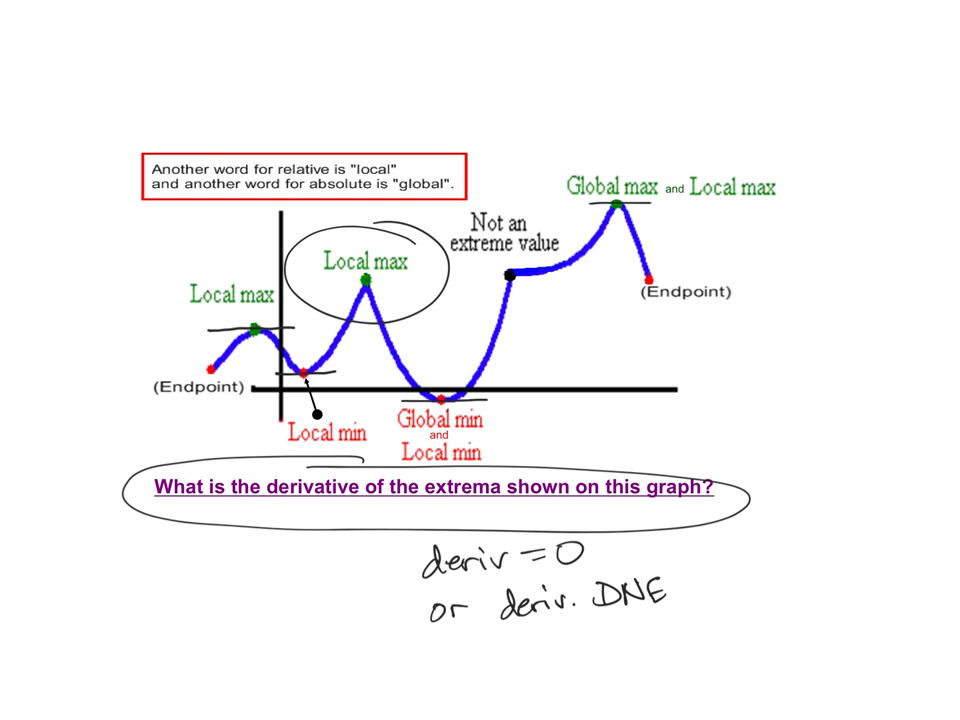 Another word for relative is "local"
and another word for absolute is "global".
Global max and Local max
Not an
extreme value
Local max
(Endpoint)
Local max
(Endpoint)
Local min
Global min
and
Local min
What is the derivative of the extrema shown on this graph?
deriv = 0
or deriv. DNE